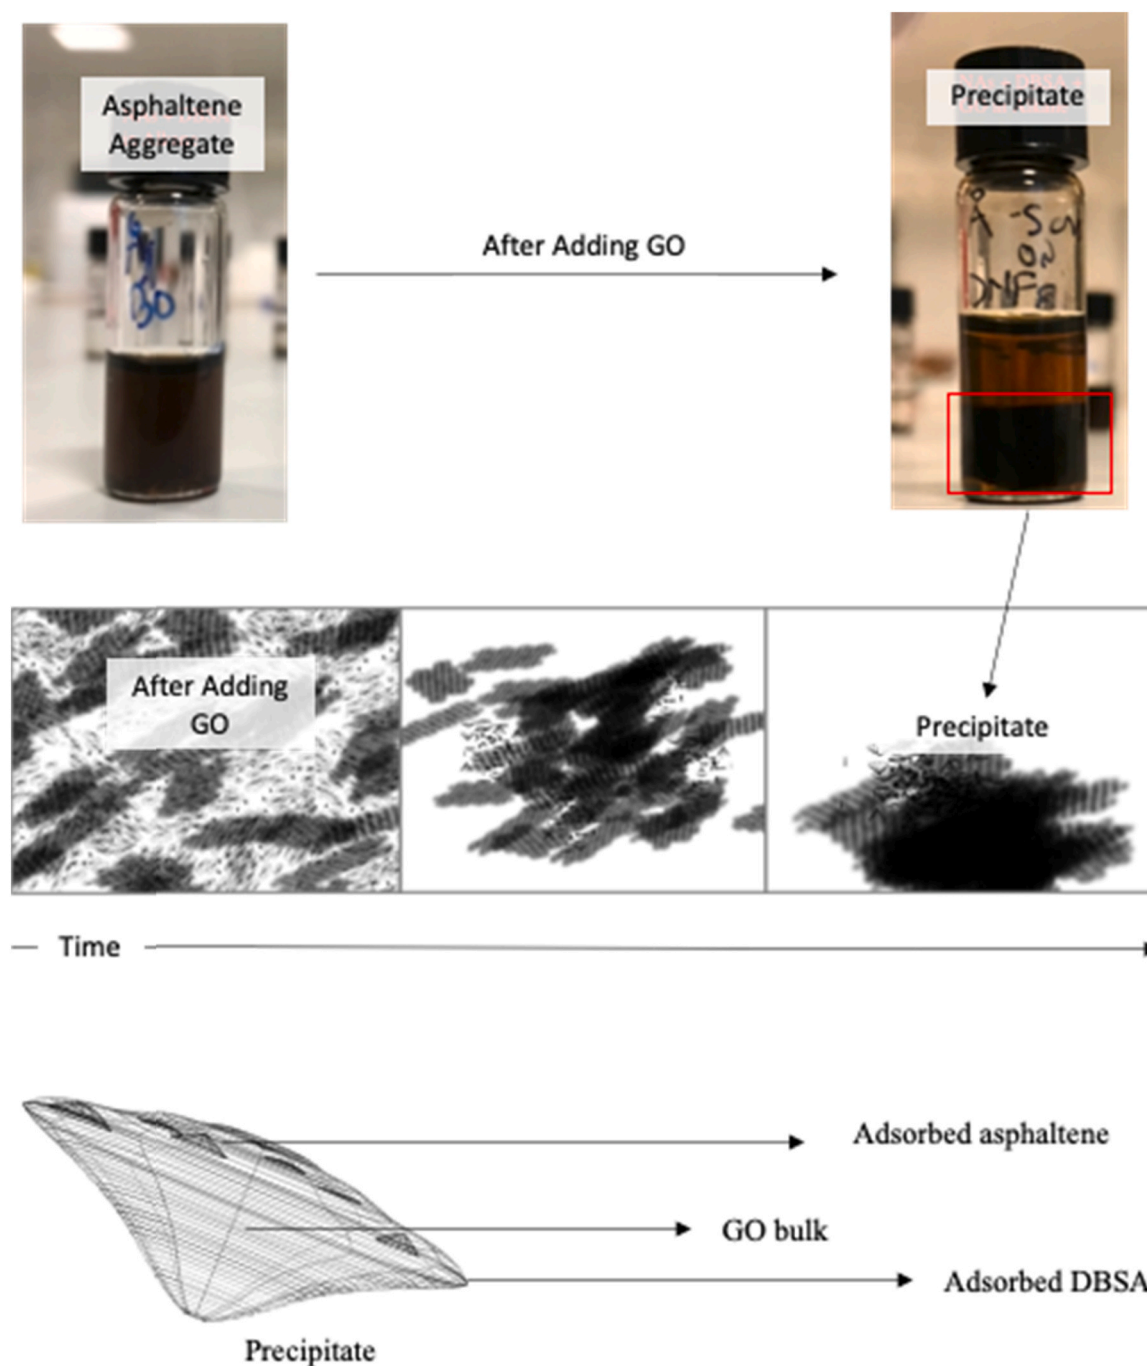 Asphaltene
Aggregate
Precipitate
After Adding GO
After Adding
GO
Precipitate
Time
Adsorbed asphaltene
GO bulk
Adsorbed DBSA
Precipitate